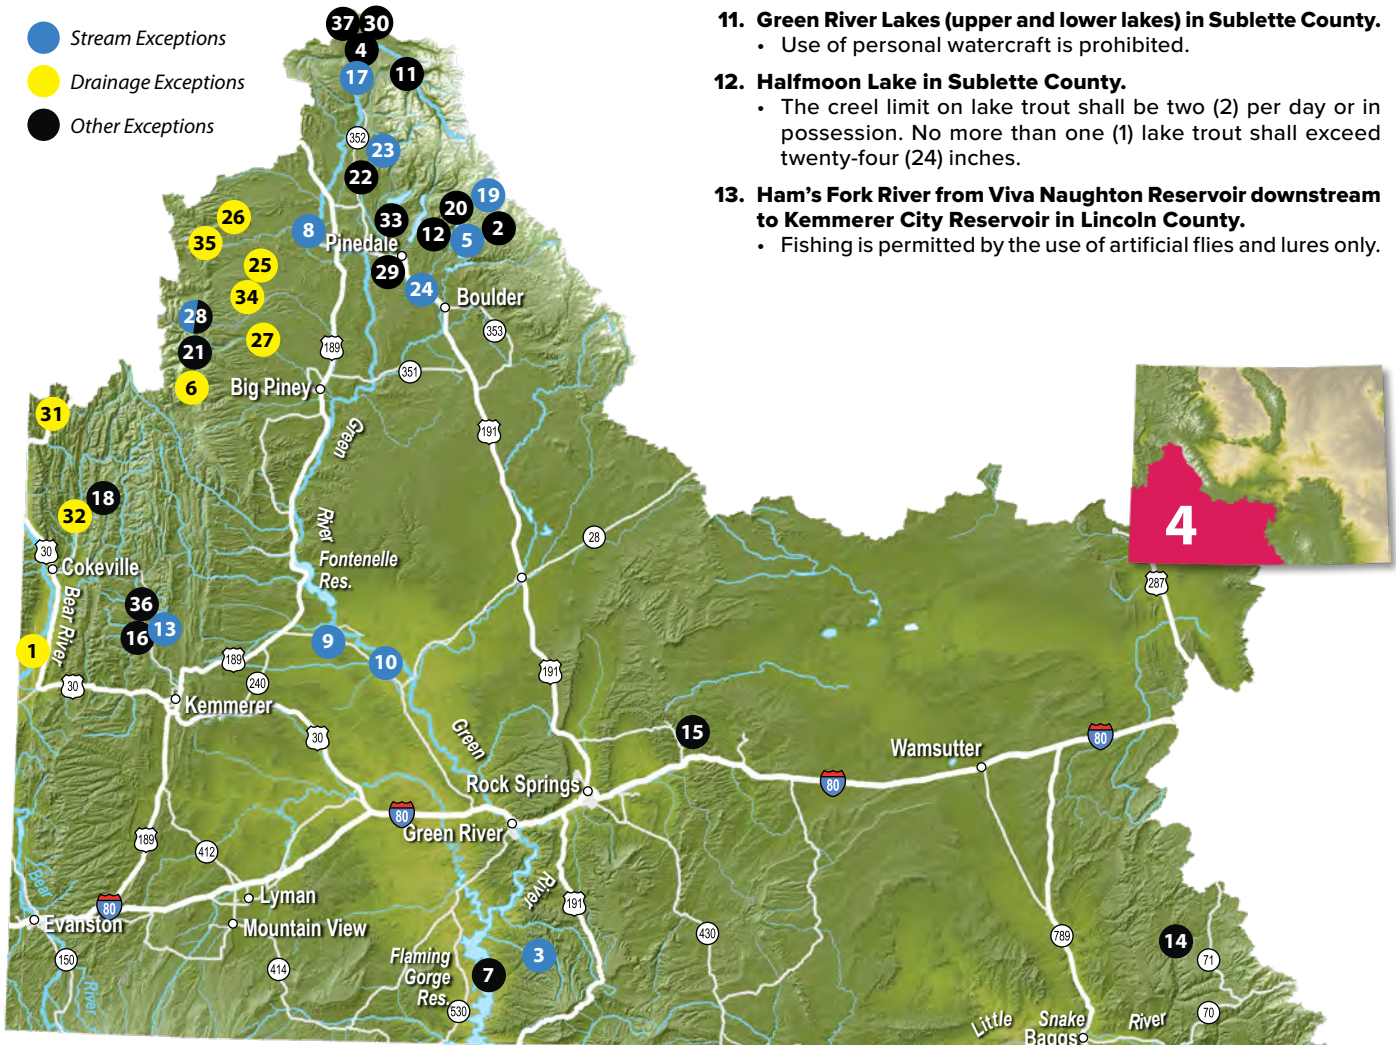 Stream Exceptions
Drainage Exceptions
Other Exceptions
11. Green River Lakes (upper and lower lakes) in Sublette County.
• Use of personal watercraft is prohibited.
12. Halfmoon Lake in Sublette County.
• The creel limit on lake trout shall be two (2) per day or in
possession. No more than one (1) lake trout shall exceed
twenty-four (24) inches.
13. Ham's Fork River from Viva Naughton Reservoir downstream
to Kemmerer City Reservoir in Lincoln County.
• Fishing is permitted by the use of artificial flies and lures only.
37 30
4
17 11
352
23
22
19
20
26
33
2
8
12
5
35
Pinedale
25
29
24
34
Boulder
28
27
353
21
189
351
6
Big Piney
31
191
Green
18
32
River
28
30
Cokeville
Fontenelle
Res.
4
287
36
Bear River
13
16
9
1
10
189
191
30
240
Kemmerer
30
Green
15
80
Wamsutter
80
Rock Springs
80
Green River
189
412
Bear
River
Lyman
191
80
Evanston
Mountain View
430
789
14
150
414
Flaming
Gorge
Res.
3
7
71
River
530
70
Little Snake River
Baggs